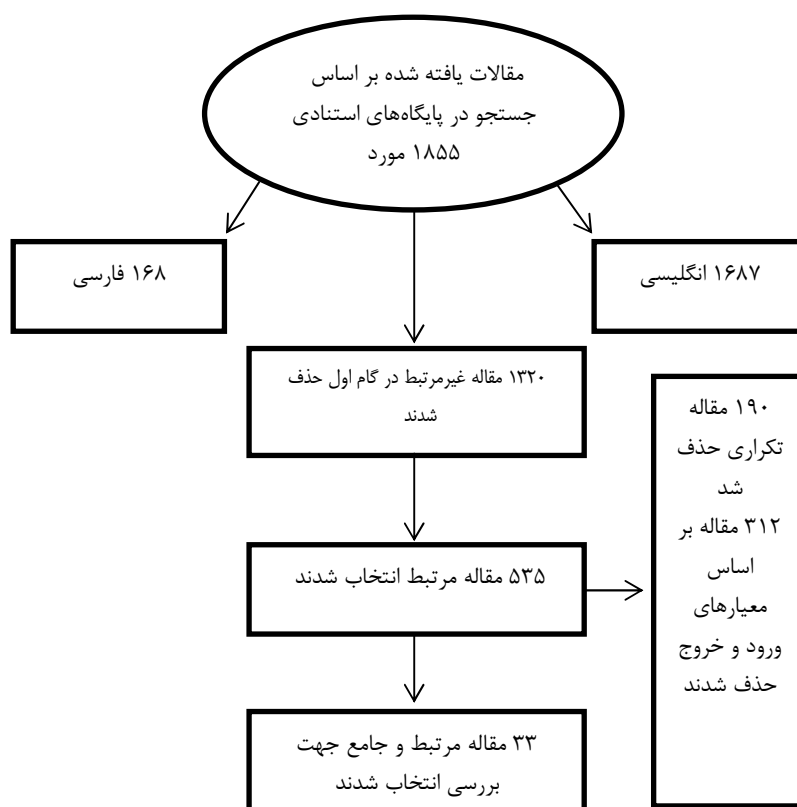 مقالات یافته شده بر اساس
جستجو در پایگاه‌های استنادی
۱۸۵۵ مورد
۱۶۸۷ انگلیسی
۱۶۸ فارسی
۱۳۲۰ مقاله غیرمرتبط در گام اول حذف
شدند
۵۳۵ مقاله مرتبط انتخاب شدند
۱۹۰ مقاله
تکراری حذف
شد
۳۱۲ مقاله بر
اساس
معیارهای
ورود و خروج
حذف شدند
۳۳ مقاله مرتبط و جامع جهت
بررسی انتخاب شدند